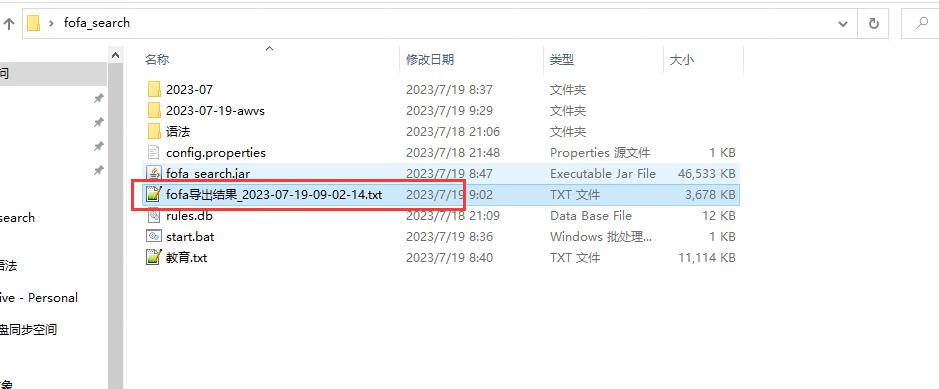 fofa_search
名称 修改日期 类型 大小
问
2023-07 2023/7/19 8:37 文件夹
2023-07-19-awvs 2023/7/19 9:29 文件夹
语法 2023/7/18 21:06 文件夹
config.properties 2023/7/18 21:48 Properties 源文件 1 KB
fofa_search.jar 2023/7/19 8:47 Executable Jar File 46,533 KB
fofa导出结果_2023-07-19-09-02-14.txt 2023/7/19 9:02 TXT 文件 3,678 KB
search
rules.db 2023/7/18 21:09 Data Base File 12 KB
start.bat 2023/7/19 8:36 Windows 批处理... 1 KB
教育.txt 2023/7/19 8:40 TXT 文件 11,114 KB
语法
ive - Personal
盘同步空间
对象